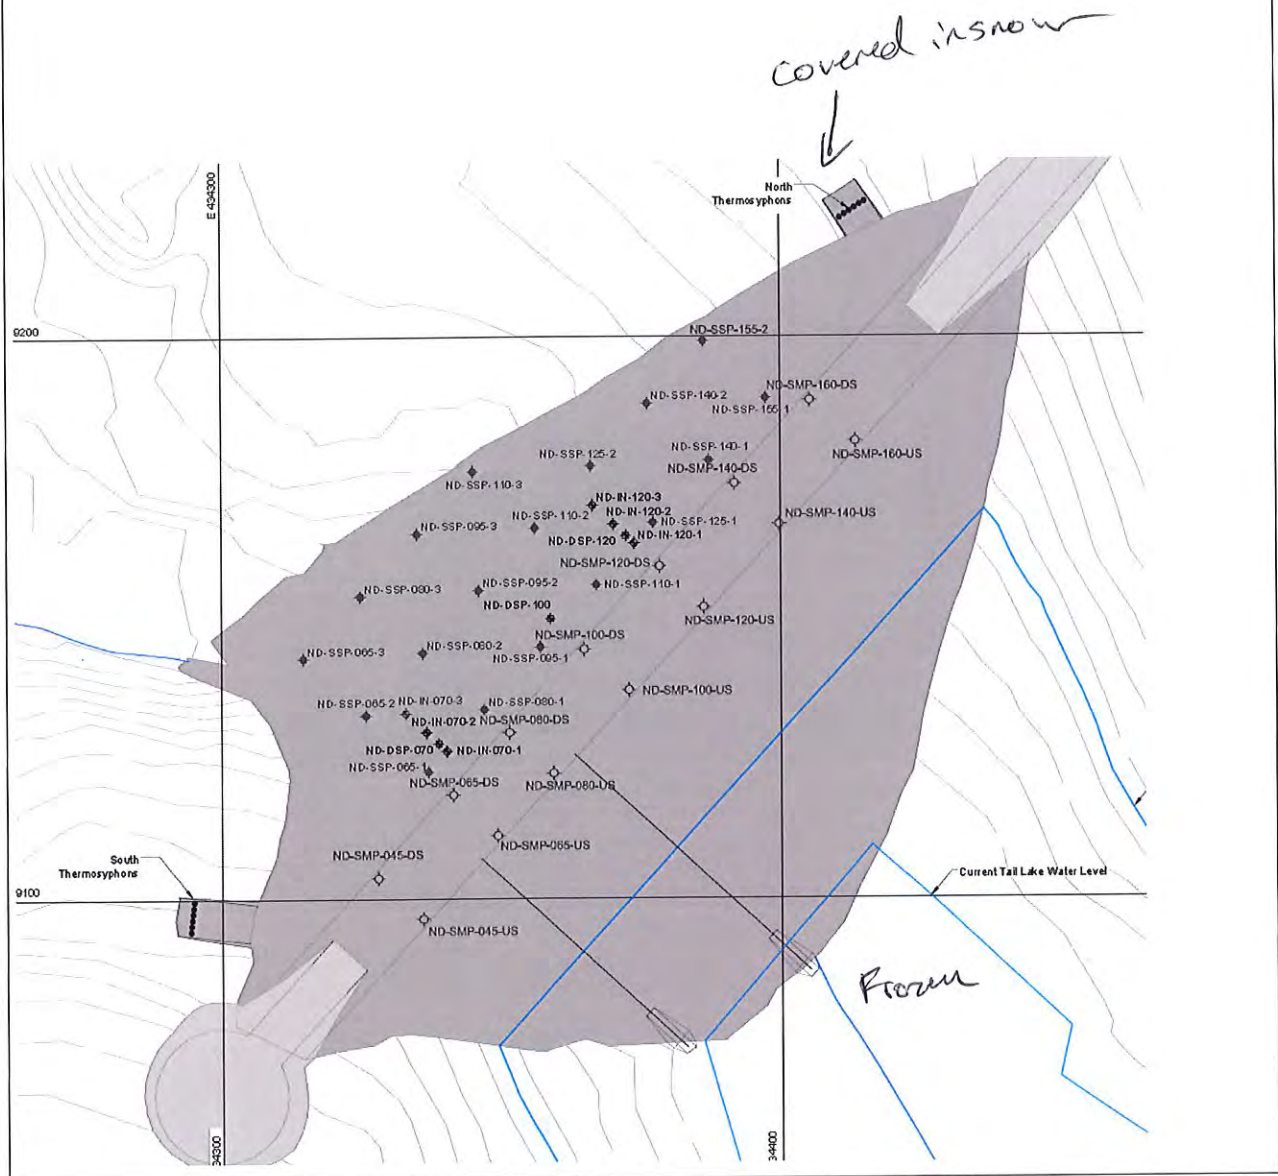 covered in snow
E 434300
North
Thermosyphons
9200
ND-SSP-155-2
ND-SMP-160-DS
ND-SSP-140-2
ND-SSP-155-1
ND-SMP-160-US
ND-SSP-140-1
ND-SSP-125-2
ND-SMP-140-DS
ND-SSP-110-3
ND-IN-120-3
ND-SSP-110-2
ND-IN-120-2
ND-SSP-125-1
ND-SMP-140-US
ND-SSP-095-3
ND-DSP-120
ND-IN-120-1
ND-SMP-120-DS
ND-SSP-080-3
ND-SSP-095-2
ND-SSP-110-1
ND-DSP-100
ND-SMP-120-US
ND-SMP-100-DS
ND-SSP-065-3
ND-SSP-080-2
ND-SSP-095-1
ND-SMP-100-US
ND-SSP-065-2
ND-IN-070-3
ND-SSP-080-1
ND-IN-070-2
ND-SMP-080-DS
ND-DSP-070
ND-IN-070-1
ND-SSP-065-1
ND-SMP-065-DS
ND-SMP-080-US
ND-SMP-065-US
ND-SMP-045-DS
South
Thermosyphons
Current Tail Lake Water Level
9100
ND-SMP-045-US
Frozen
34300
34400